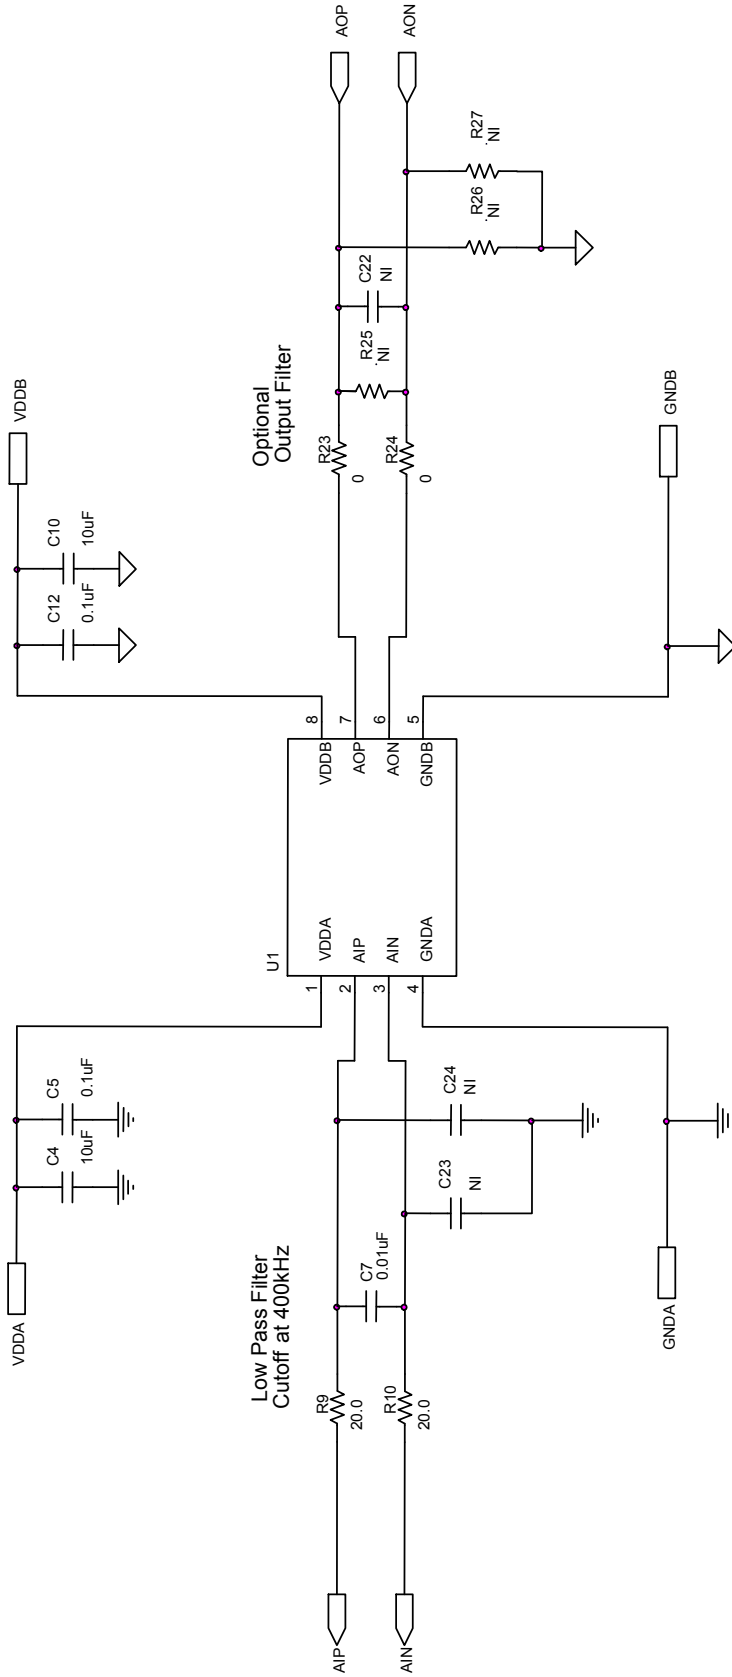 VDDA
C4
10uF
C5
0.1uF
C12
0.1uF
C10
10uF
VDDB
Low Pass Filter
Cutoff at 400kHz
Optional
Output Filter
U1
AIP
R9
20.0
C7
0.01uF
AIN
R10
20.0
C23
NI
C24
NI
1
VDDA
2
AIP
3
AIN
4
GNDA
8
VDDB
7
AOP
6
AON
5
GNDB
R23
0
R24
0
R25
.NI
C22
NI
R26
.NI
R27
.NI
AOP
AON
GNDA
GNDB